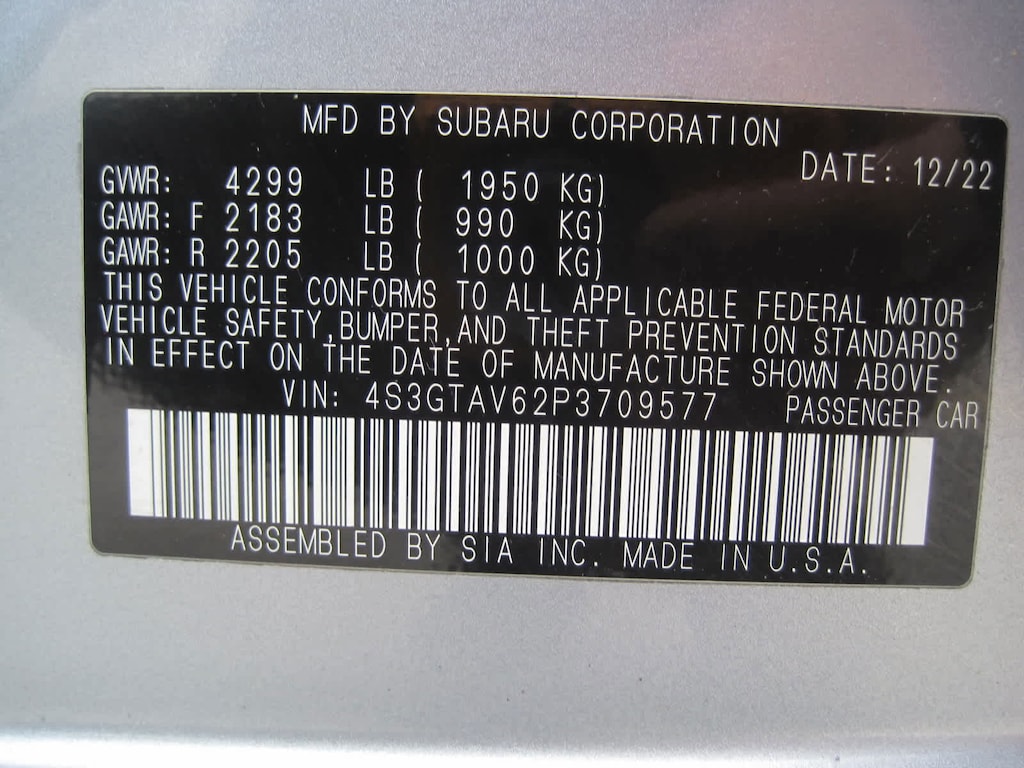 MFD BY SUBARU CORPORATION
DATE: 12/22
GVWR: 4299 LB ( 1950 KG)
GAWR: F 2183 LB ( 990 KG)
GAWR: R 2205 LB ( 1000 KG)
THIS VEHICLE CONFORMS TO ALL APPLICABLE FEDERAL MOTOR
VEHICLE SAFETY,BUMPER,AND THEFT PREVENTION STANDARDS
IN EFFECT ON THE DATE OF MANUFACTURE SHOWN ABOVE.
VIN: 4S3GTAV62P3709577 PASSENGER CAR
ASSEMBLED BY SIA INC. MADE IN U.S.A.